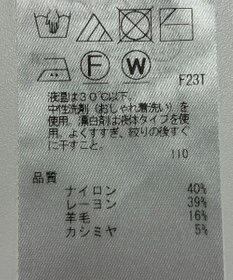 F
W
F23T
液温は30℃以下、
中性洗剤(おしゃれ着洗い)を
使用。漂白剤は液体タイプを使
用。よくすすぎ、絞りの後すぐ
に干すこと。
110
品質
ナイロン 40%
レーヨン 39%
羊毛 16%
カシミヤ 5%